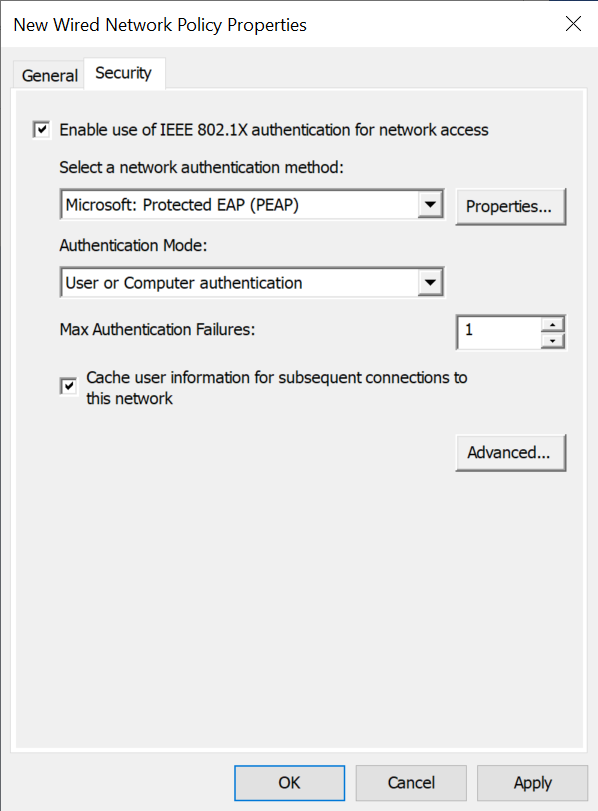 New Wired Network Policy Properties
General
Security
Enable use of IEEE 802.1X authentication for network access
Select a network authentication method:
Microsoft: Protected EAP (PEAP)
Properties...
Authentication Mode:
User or Computer authentication
Max Authentication Failures:
1
Cache user information for subsequent connections to
this network
Advanced...
OK
Cancel
Apply